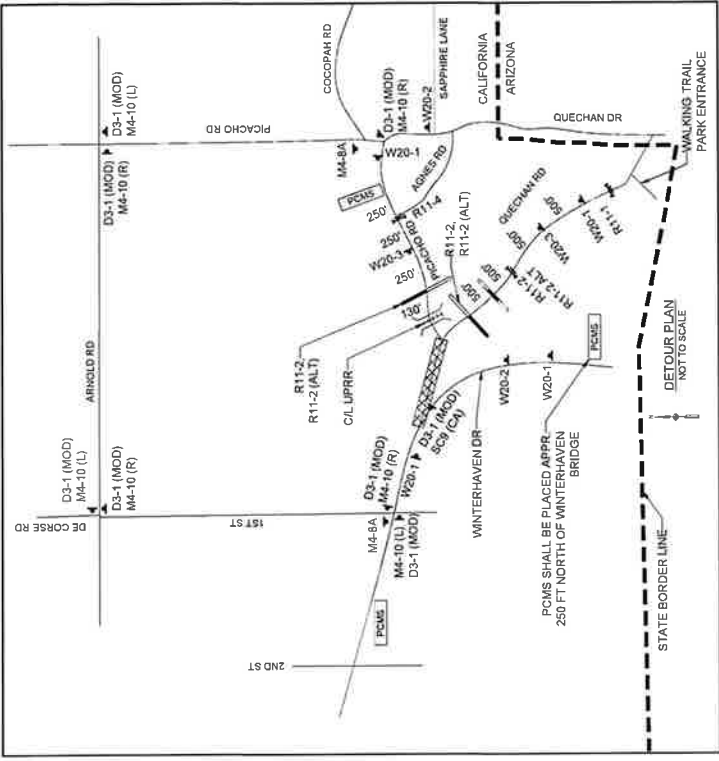 D3-1 (MOD)
M4-10 (L)
DE CORSE RD
D3-1 (MOD)
M4-10 (R)
ARNOLD RD
D3-1 (MOD)
M4-10 (L)
D3-1 (MOD)
M4-10 (R)
PICACHO RD
1ST ST
COCOPAH RD
SAPPHIRE LANE
D3-1 (MOD)
M4-10 (R)
W20-2
M4-8A
W20-1
AGNES RD
PCMS
250'
R11-4
250'
W20-3
PICACHO RD
250'
130'
R11-2,
R11-2 (ALT)
R11-2,
R11-2 (ALT)
C/L UPRR
CALIFORNIA
ARIZONA
QUECHAN DR
WALKING TRAIL
PARK ENTRANCE
QUECHAN RD
500'
R11-1
W20-1
500'
W20-3
500'
R11-2
R11-2 ALT
500'
500'
D3-1 (MOD)
M4-10 (R)
W20-1
D3-1 (MOD)
SC9 (CA)
M4-8A
M4-10 (L)
D3-1 (MOD)
PCMS
2ND ST
WINTERHAVEN DR
W20-2
W20-1
PCMS
PCMS SHALL BE PLACED APPR.
250 FT NORTH OF WINTERHAVEN
BRIDGE
STATE BORDER LINE
DETOUR PLAN
NOT TO SCALE